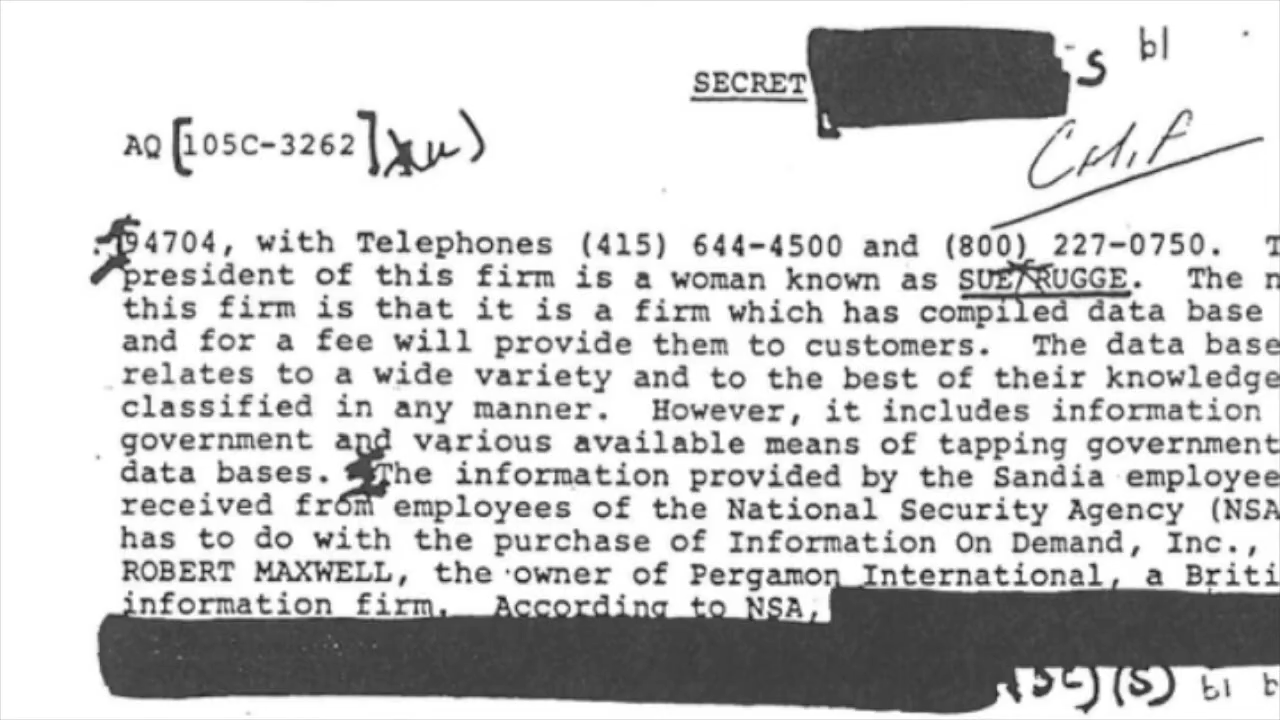 SECRET S b1
Calif
AQ [105C-3262] (u)
94704, with Telephones (415) 644-4500 and (800) 227-0750. T
president of this firm is a woman known as SUE RUGGE. The n
this firm is that it is a firm which has compiled data base
and for a fee will provide them to customers. The data base
relates to a wide variety and to the best of their knowledge
classified in any manner. However, it includes information
government and various available means of tapping government
data bases. The information provided by the Sandia employee
received from employees of the National Security Agency (NSA
has to do with the purchase of Information On Demand, Inc.,
ROBERT MAXWELL, the owner of Pergamon International, a Briti
information firm. According to NSA,
(S) b1 b